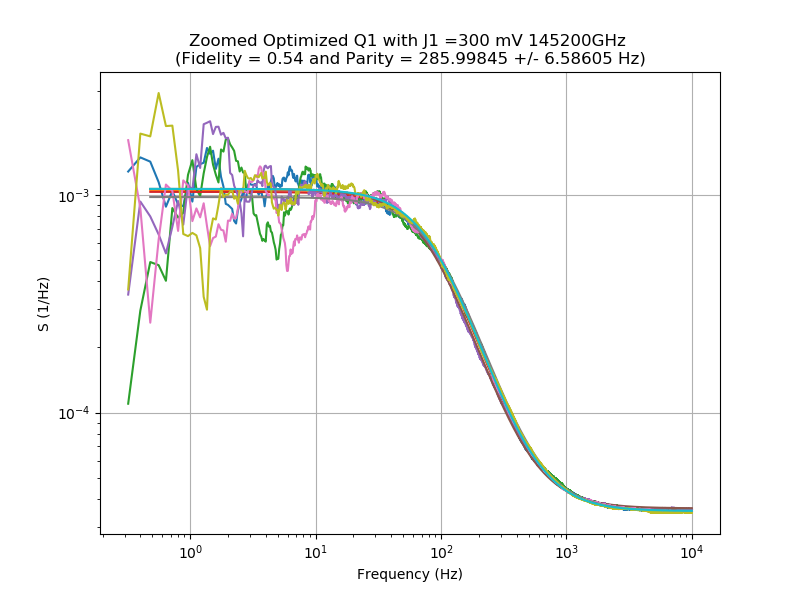 Zoomed Optimized Q1 with J1 =300 mV 145200GHz
(Fidelity = 0.54 and Parity = 285.99845 +/- 6.58605 Hz)
S (1/Hz)
10⁻³
10⁻⁴
10⁰ 10¹ 10² 10³ 10⁴
Frequency (Hz)